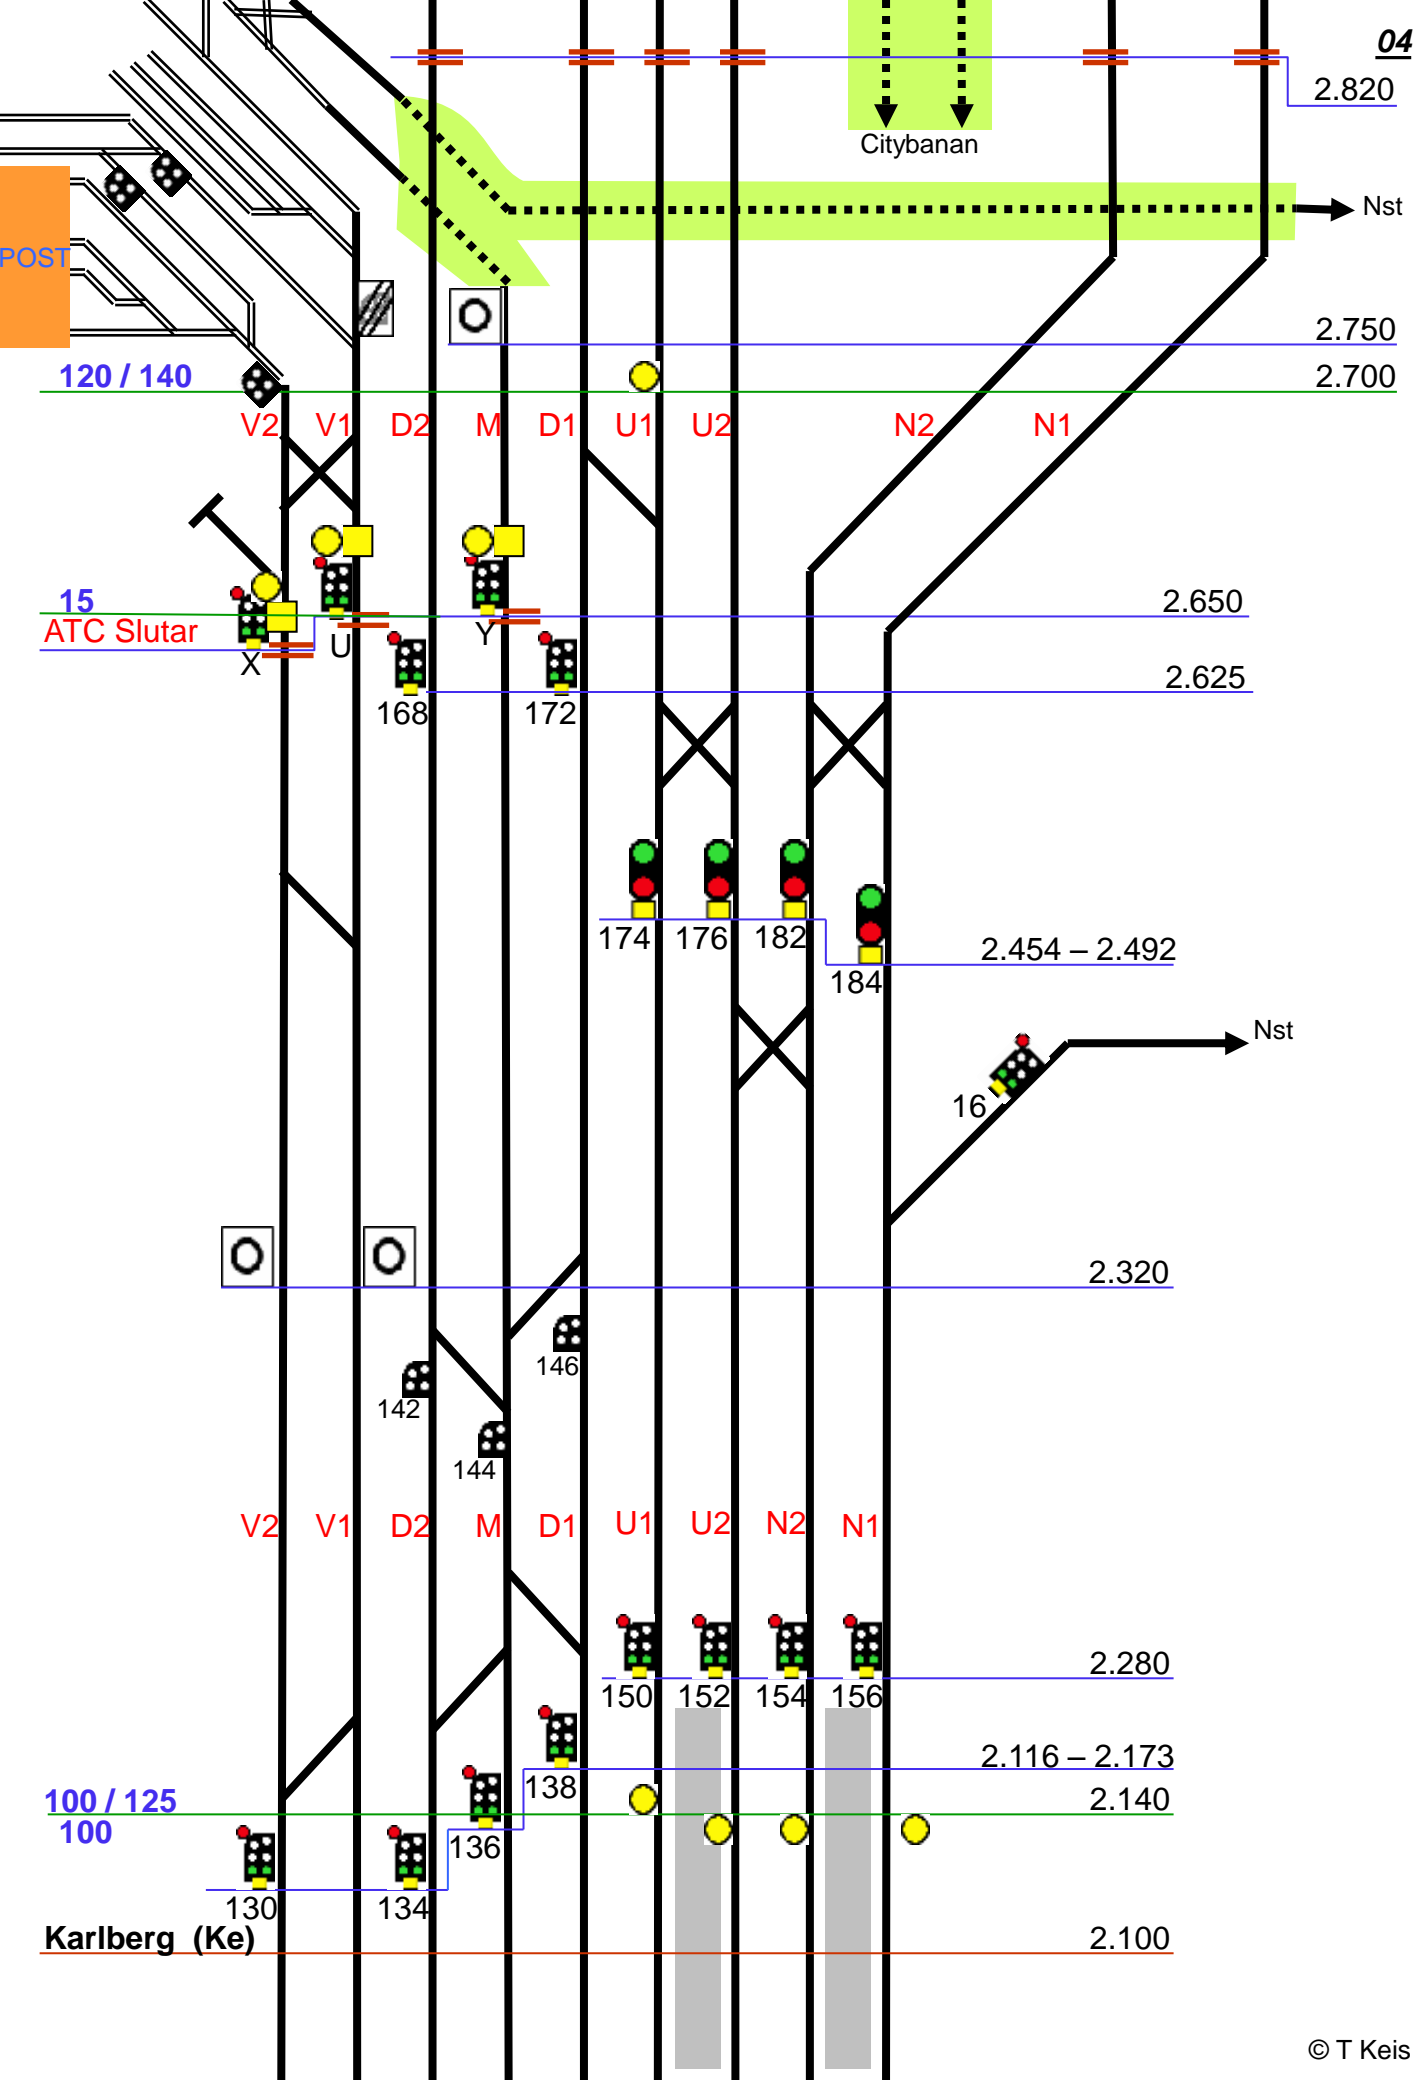 04
2.820
Citybanan
Nst
POST
2.750
120 / 140
2.700
V2 V1 D2 M D1 U1 U2 N2 N1
15
2.650
ATC Slutar
X U Y
2.625
168 172
174 176 182
2.454 – 2.492
184
Nst
16
2.320
146
142
144
V2 V1 D2 M D1 U1 U2 N2 N1
2.280
150 152 154 156
2.116 – 2.173
138
100 / 125
2.140
100
136
130 134
Karlberg (Ke)
2.100
© T Keis